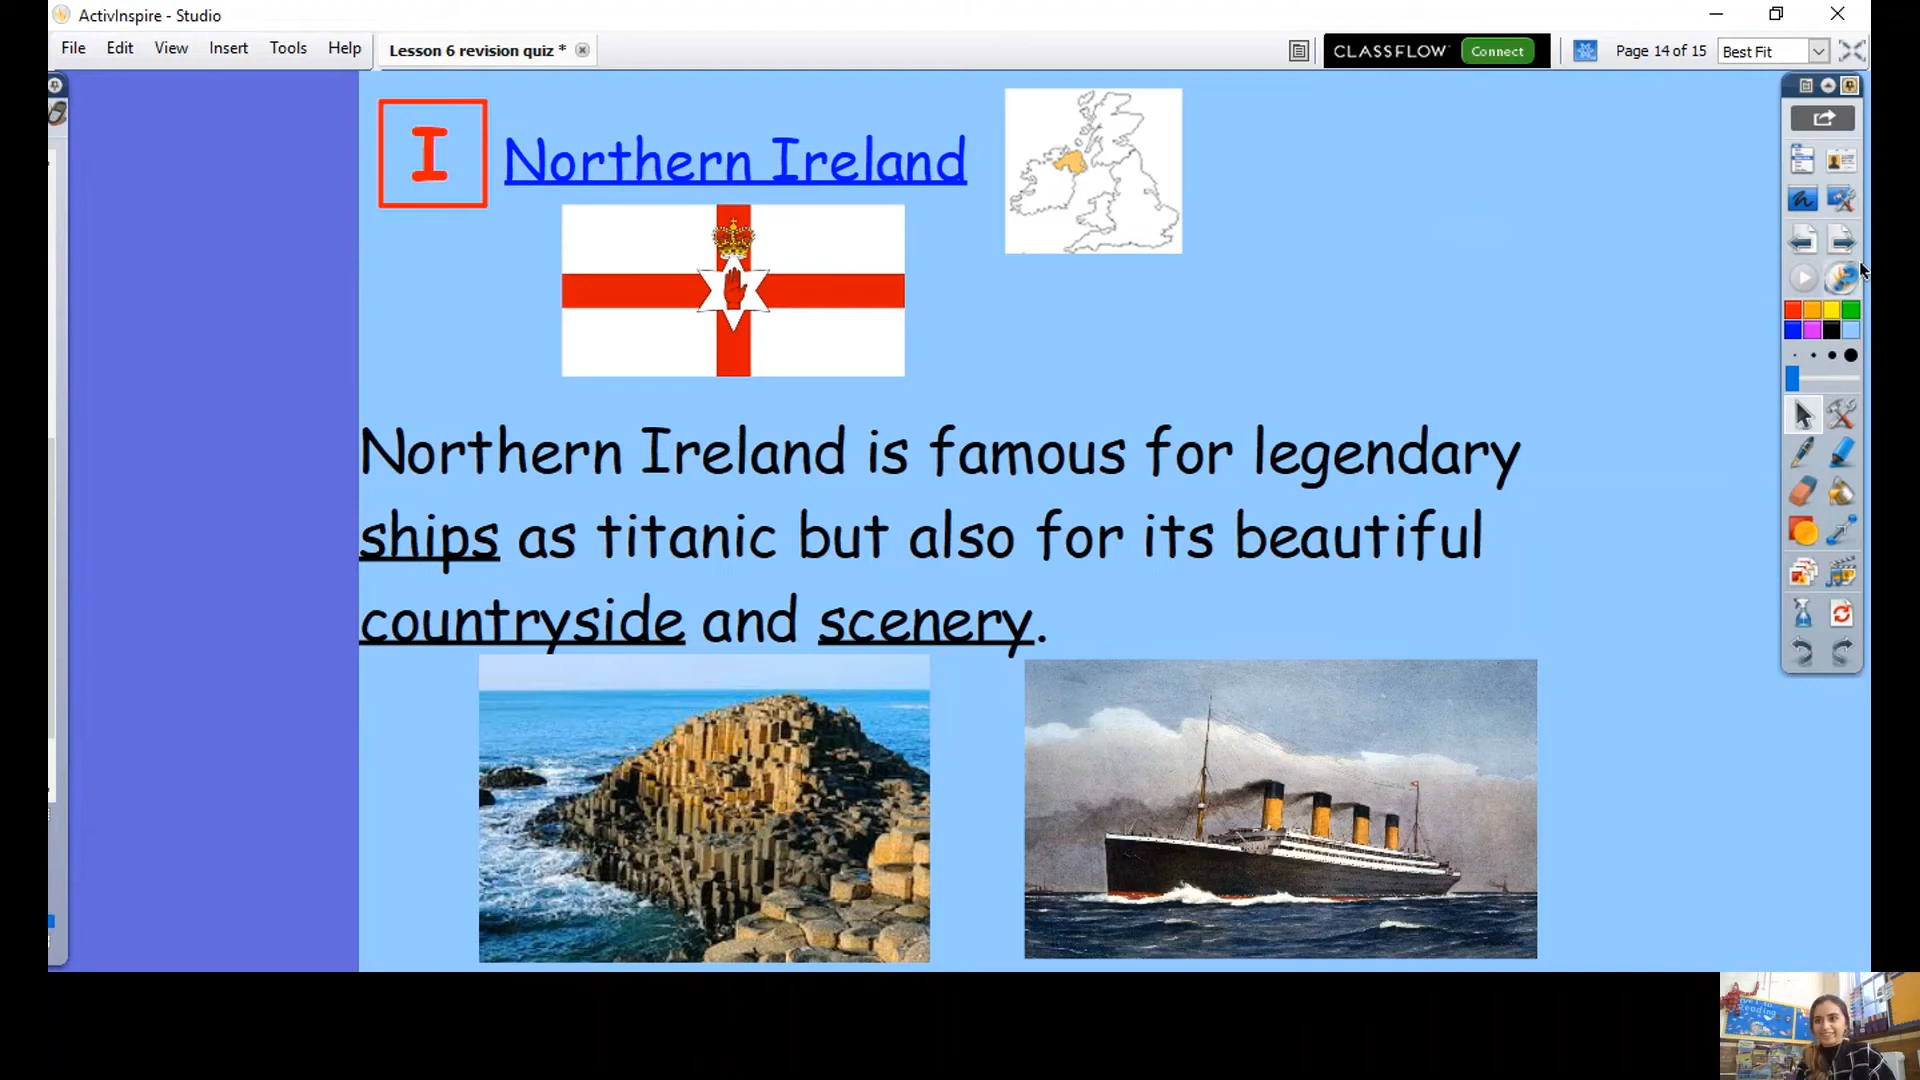 ActivInspire - Studio
File Edit View Insert Tools Help
Lesson 6 revision quiz *
CLASSFLOW Connect
Page 14 of 15
Best Fit
I
Northern Ireland
Northern Ireland is famous for legendary
ships as titanic but also for its beautiful
countryside and scenery.